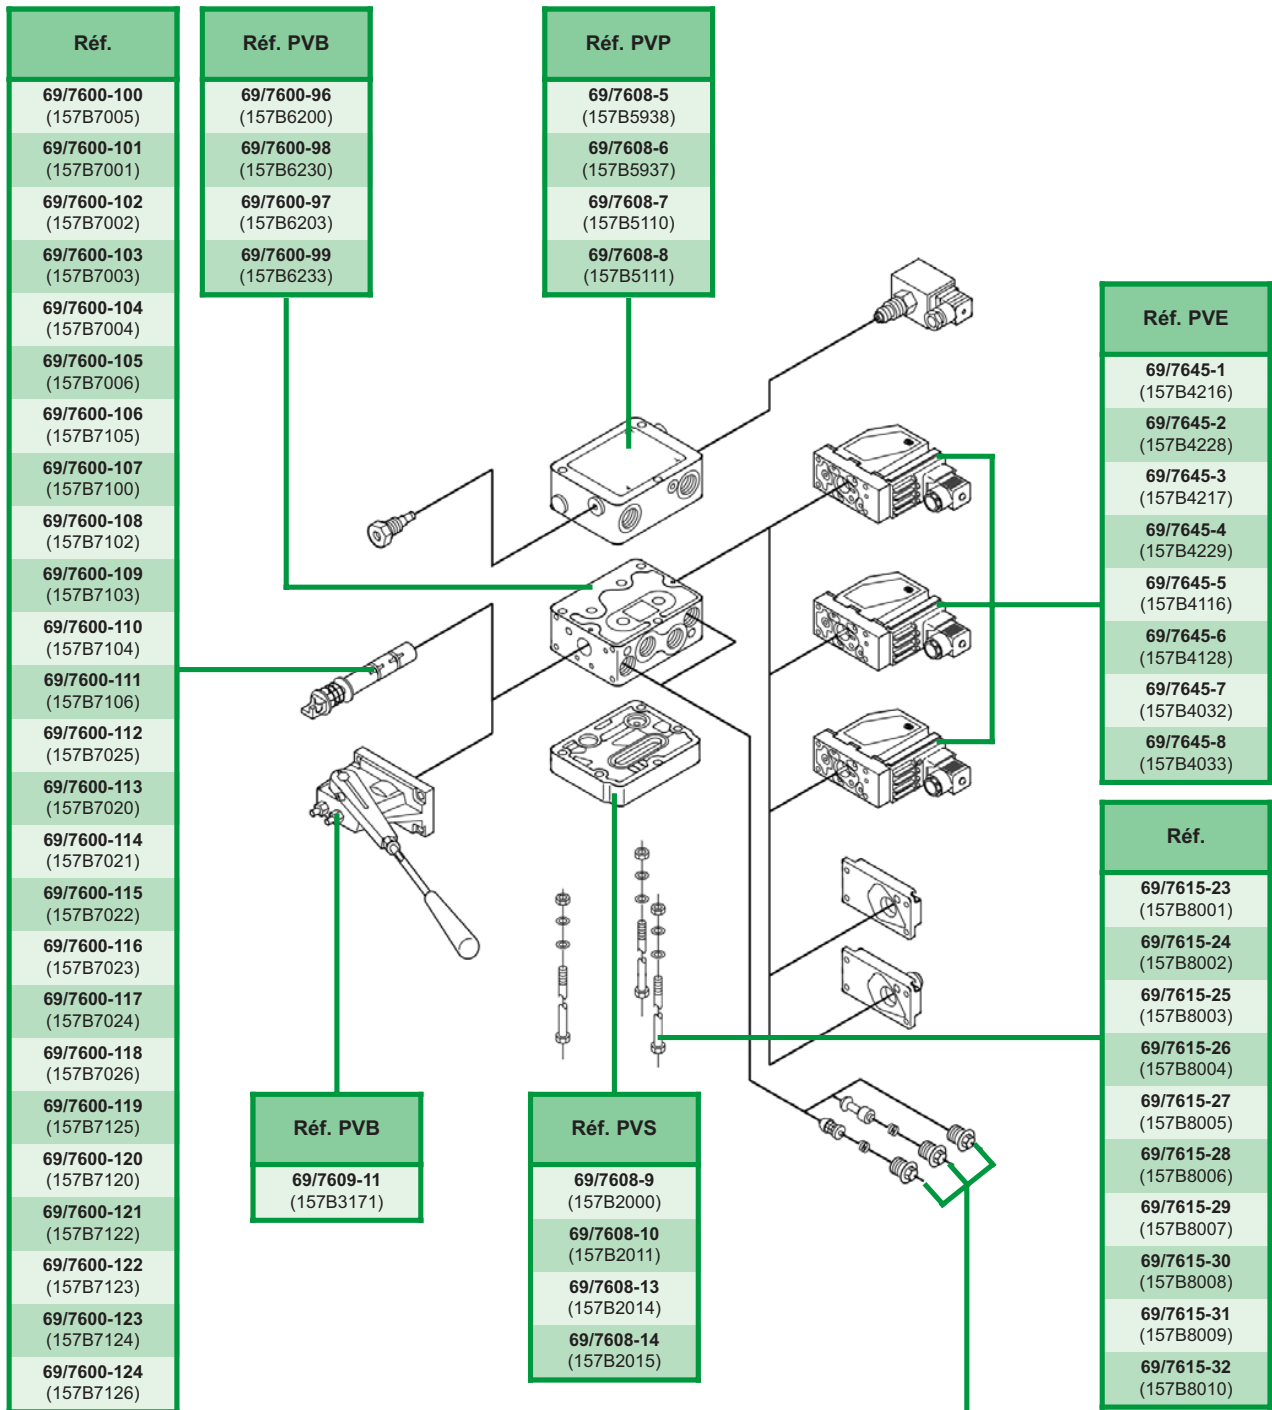 Réf.
69/7600-100
(157B7005)
69/7600-101
(157B7001)
69/7600-102
(157B7002)
69/7600-103
(157B7003)
69/7600-104
(157B7004)
69/7600-105
(157B7006)
69/7600-106
(157B7105)
69/7600-107
(157B7100)
69/7600-108
(157B7102)
69/7600-109
(157B7103)
69/7600-110
(157B7104)
69/7600-111
(157B7106)
69/7600-112
(157B7025)
69/7600-113
(157B7020)
69/7600-114
(157B7021)
69/7600-115
(157B7022)
69/7600-116
(157B7023)
69/7600-117
(157B7024)
69/7600-118
(157B7026)
69/7600-119
(157B7125)
69/7600-120
(157B7120)
69/7600-121
(157B7122)
69/7600-122
(157B7123)
69/7600-123
(157B7124)
69/7600-124
(157B7126)
Réf. PVB
69/7600-96
(157B6200)
69/7600-98
(157B6230)
69/7600-97
(157B6203)
69/7600-99
(157B6233)
Réf. PVP
69/7608-5
(157B5938)
69/7608-6
(157B5937)
69/7608-7
(157B5110)
69/7608-8
(157B5111)
Réf. PVE
69/7645-1
(157B4216)
69/7645-2
(157B4228)
69/7645-3
(157B4217)
69/7645-4
(157B4229)
69/7645-5
(157B4116)
69/7645-6
(157B4128)
69/7645-7
(157B4032)
69/7645-8
(157B4033)
Réf. PVB
69/7609-11
(157B3171)
Réf. PVS
69/7608-9
(157B2000)
69/7608-10
(157B2011)
69/7608-13
(157B2014)
69/7608-14
(157B2015)
Réf.
69/7615-23
(157B8001)
69/7615-24
(157B8002)
69/7615-25
(157B8003)
69/7615-26
(157B8004)
69/7615-27
(157B8005)
69/7615-28
(157B8006)
69/7615-29
(157B8007)
69/7615-30
(157B8008)
69/7615-31
(157B8009)
69/7615-32
(157B8010)